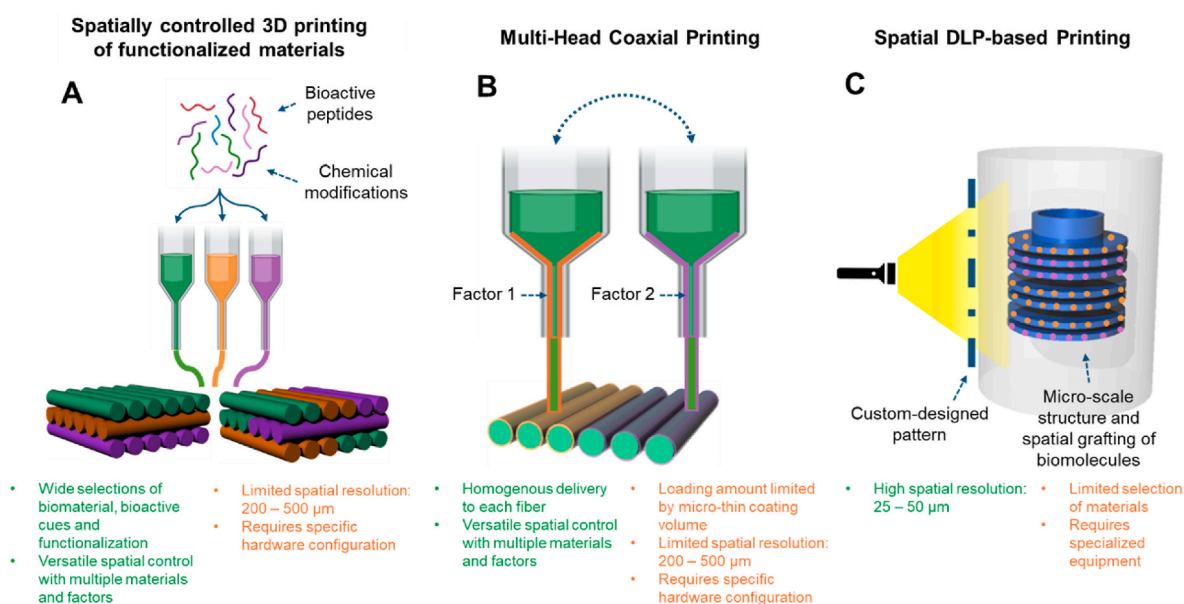 Spatially controlled 3D printing
of functionalized materials
A
Bioactive
peptides
Chemical
modifications
• Wide selections of
biomaterial, bioactive
cues and
functionalization
• Versatile spatial control
with multiple materials
and factors
• Limited spatial resolution:
200 – 500 µm
• Requires specific
hardware configuration
Multi-Head Coaxial Printing
B
Factor 1
Factor 2
• Homogenous delivery
to each fiber
• Versatile spatial control
with multiple materials
and factors
• Loading amount limited
by micro-thin coating
volume
• Limited spatial resolution:
200 – 500 µm
• Requires specific
hardware configuration
Spatial DLP-based Printing
C
Custom-designed
pattern
Micro-scale
structure and
spatial grafting of
biomolecules
• High spatial resolution:
25 – 50 µm
• Limited selection
of materials
• Requires
specialized
equipment